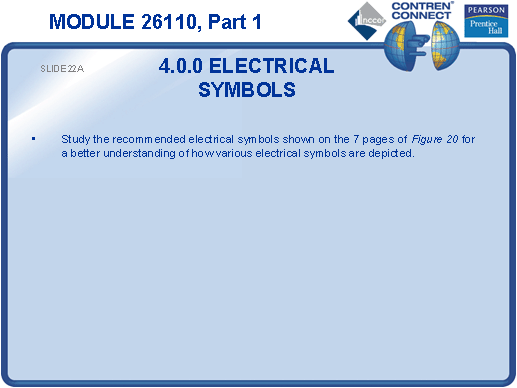 MODULE 26110, Part 1
nccer
CONTREN®
CONNECT
PEARSON
Prentice
Hall
SLIDE 22A
4.0.0 ELECTRICAL
SYMBOLS
• Study the recommended electrical symbols shown on the 7 pages of Figure 20 for
a better understanding of how various electrical symbols are depicted.